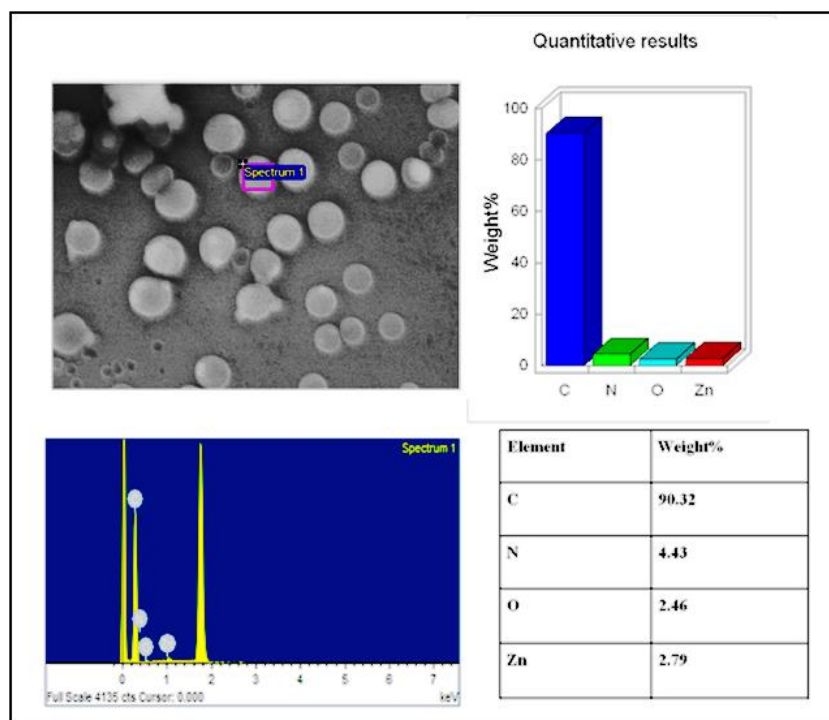 Quantitative results
Spectrum 1
Weight%
100
80
60
40
20
0
C N O Zn
Spectrum 1
0 1 2 3 4 5 6 7
Full Scale 4135 cts Cursor: 0.000 keV
Element Weight%
C 90.32
N 4.43
O 2.46
Zn 2.79